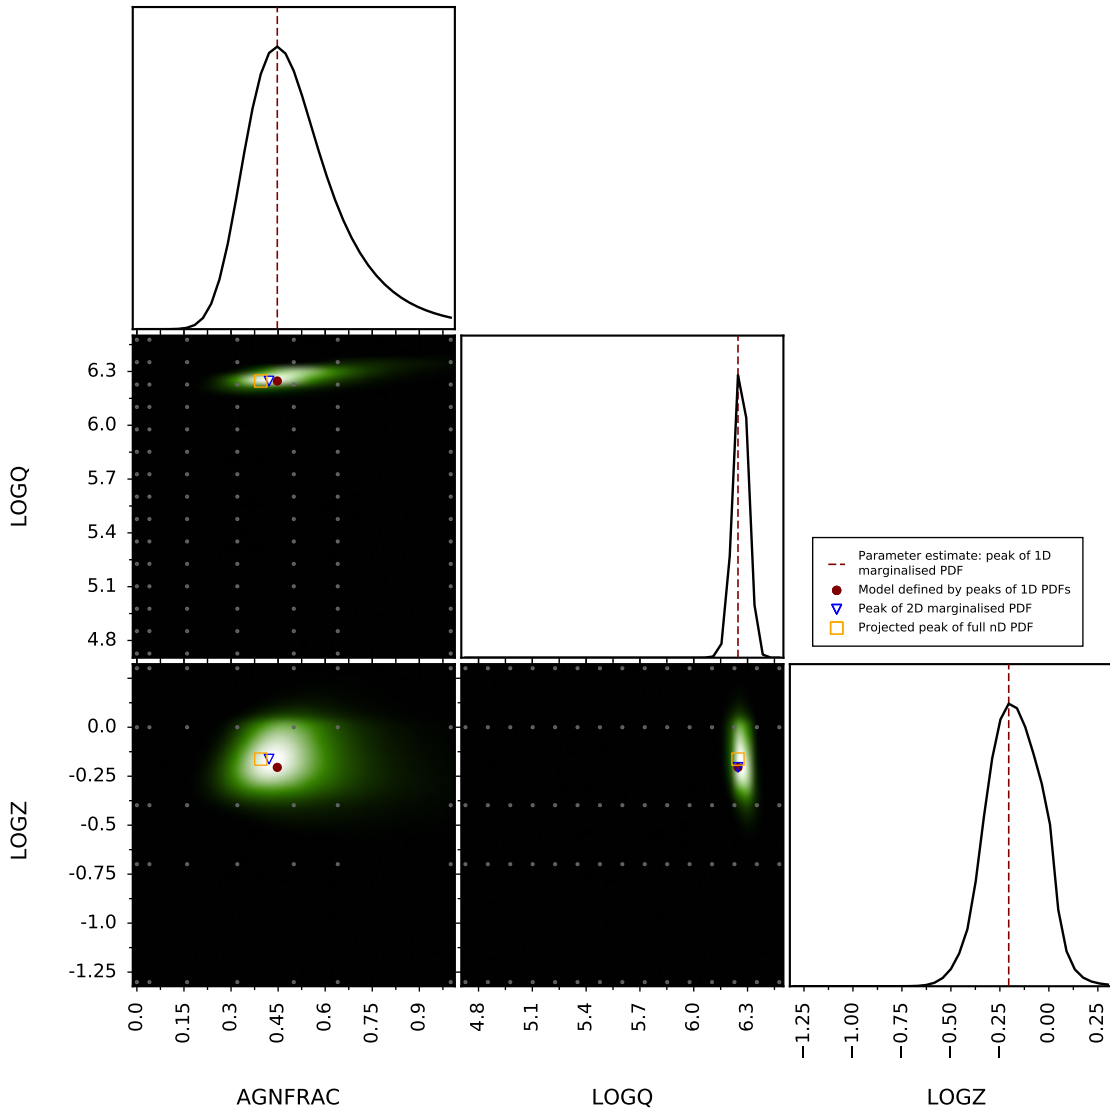 LOGQ
6.3
6.0
5.7
5.4
5.1
4.8
Parameter estimate: peak of 1D
marginalised PDF
Model defined by peaks of 1D PDFs
Peak of 2D marginalised PDF
Projected peak of full nD PDF
LOGZ
0.0
-0.25
-0.5
-0.75
-1.0
-1.25
0.0 0.15 0.3 0.45 0.6 0.75 0.9
4.8 5.1 5.4 5.7 6.0 6.3
−1.25 −1.00 −0.75 −0.50 −0.25 0.00 0.25
AGNFRAC LOGQ LOGZ